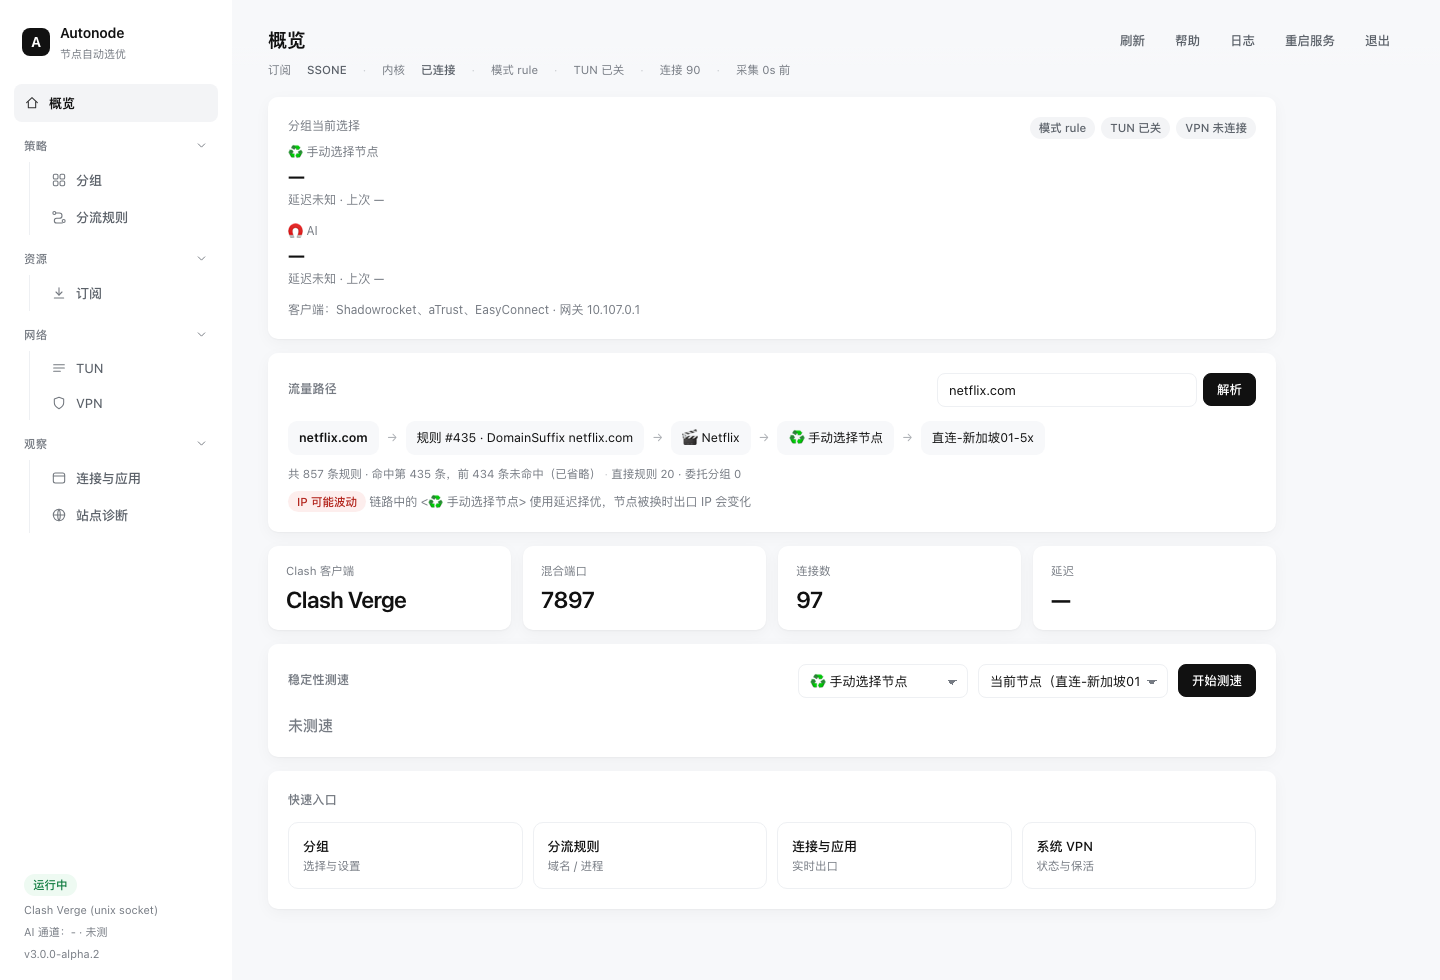 A
Autonode
节点自动选优
概览
策略
分组
分流规则
资源
订阅
网络
TUN
VPN
观察
连接与应用
站点诊断
运行中
Clash Verge (unix socket)
AI 通道：- · 未测
v3.0.0-alpha.2
概览
刷新 帮助 日志 重启服务 退出
订阅 SSONE · 内核 已连接 · 模式 rule · TUN 已关 · 连接 90 · 采集 0s 前
分组当前选择
模式 rule TUN 已关 VPN 未连接
♻️ 手动选择节点
—
延迟未知 · 上次 —
AI
—
延迟未知 · 上次 —
客户端：Shadowrocket、aTrust、EasyConnect · 网关 10.107.0.1
流量路径
netflix.com 解析
netflix.com → 规则 #435 · DomainSuffix netflix.com → 🎬 Netflix → ♻️ 手动选择节点 → 直连-新加坡01-5x
共 857 条规则 · 命中第 435 条，前 434 条未命中（已省略） · 直接规则 20 · 委托分组 0
IP 可能波动 链路中的 <♻️ 手动选择节点> 使用延迟择优，节点被换时出口 IP 会变化
Clash 客户端
Clash Verge
混合端口
7897
连接数
97
延迟
—
稳定性测速
♻️ 手动选择节点 当前节点（直连-新加坡01 开始测速
未测速
快速入口
分组
选择与设置
分流规则
域名 / 进程
连接与应用
实时出口
系统 VPN
状态与保活